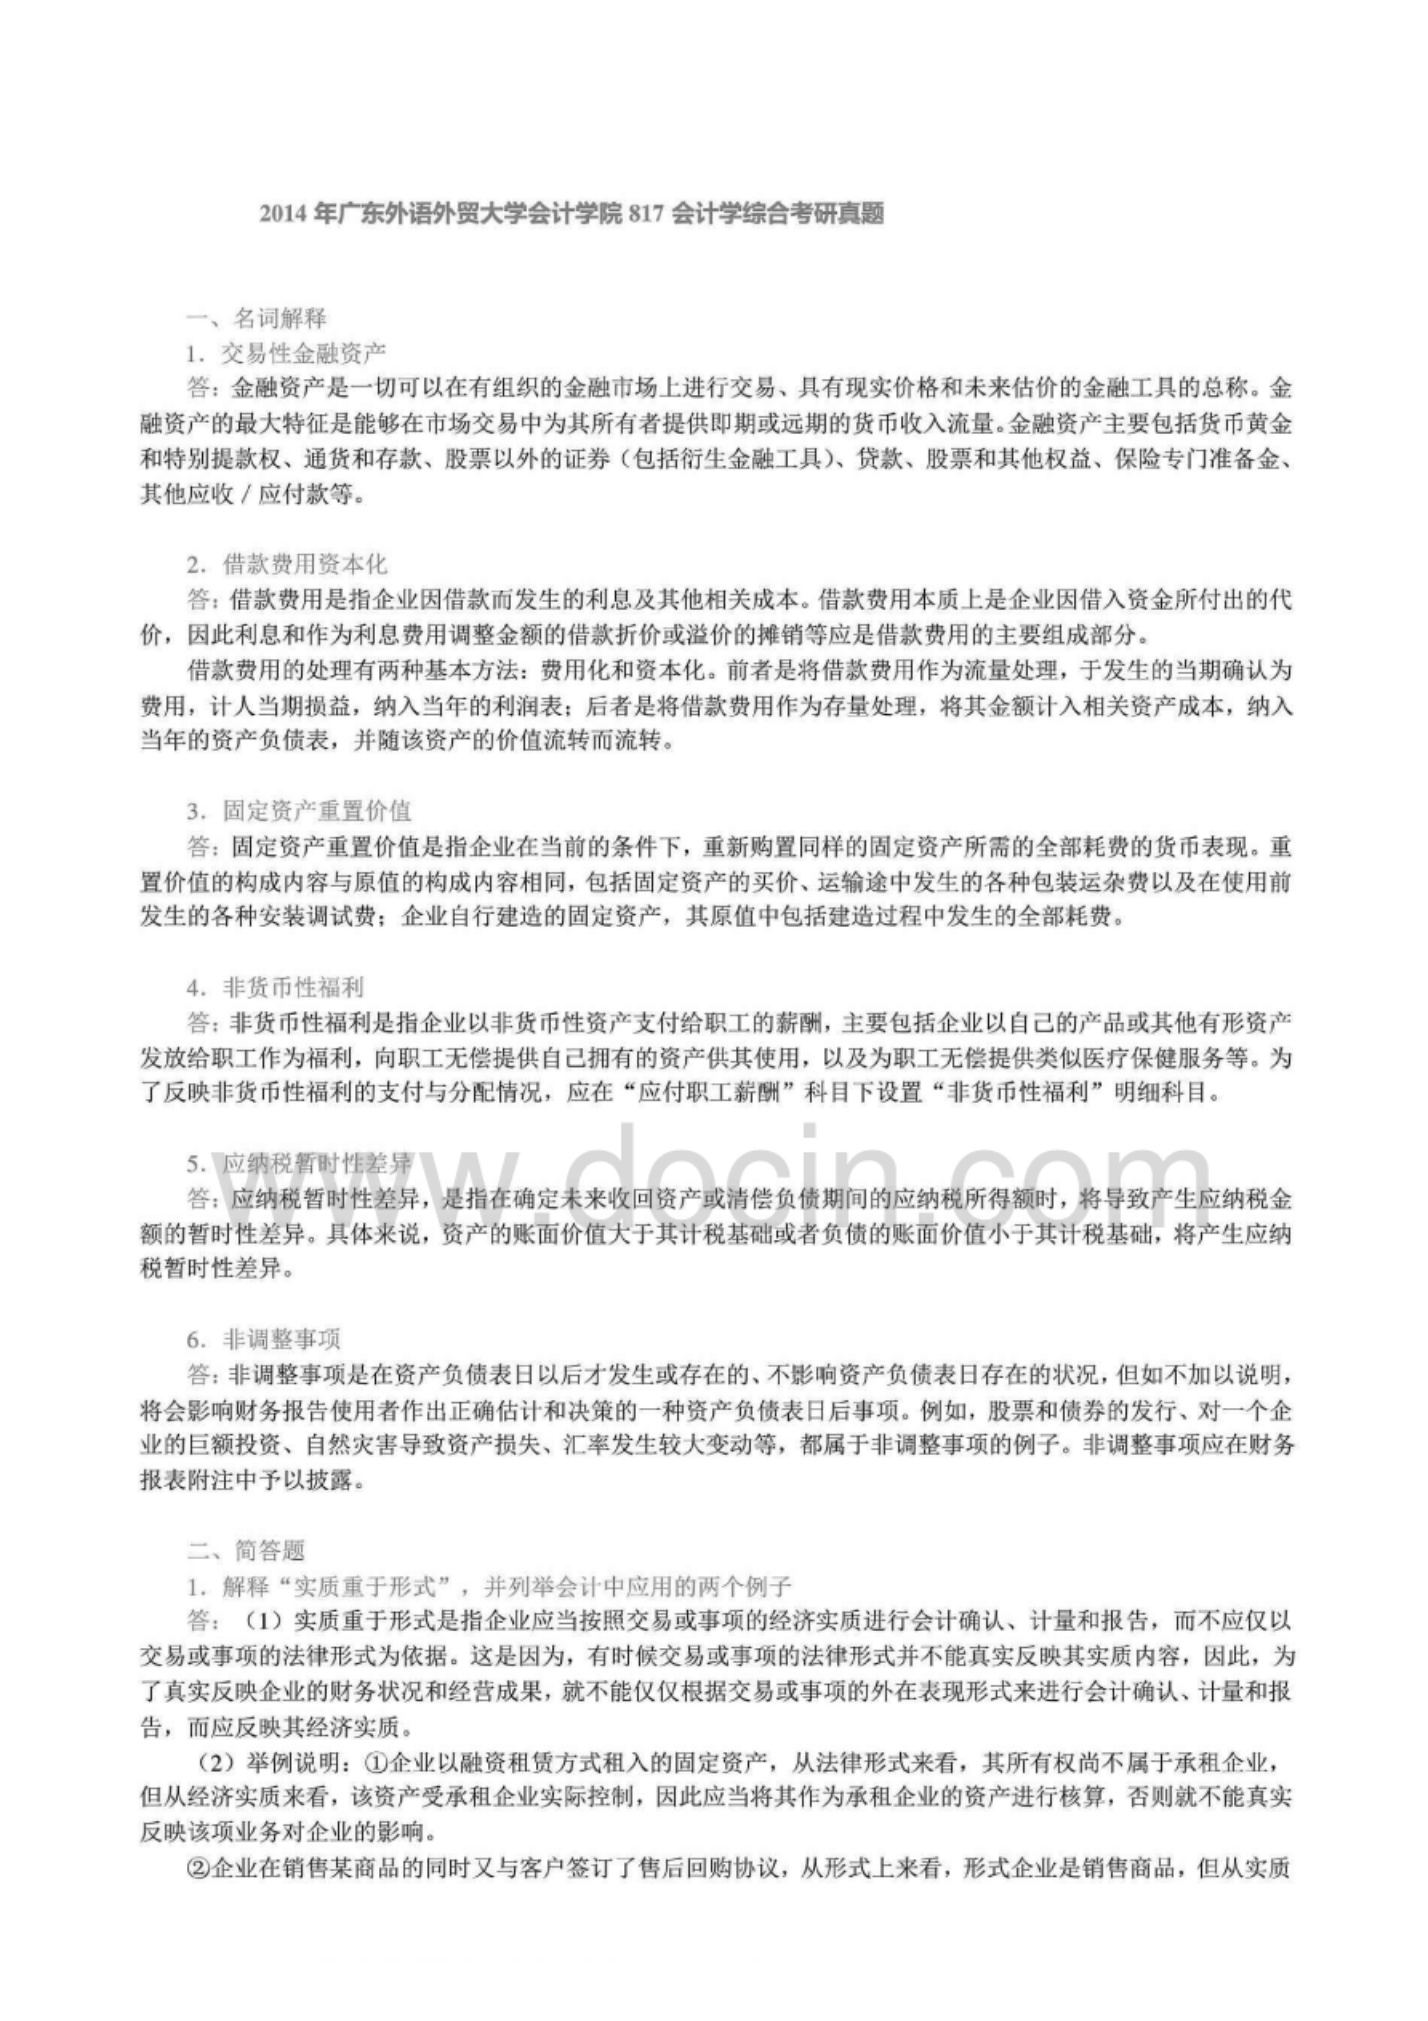 2014 年广东外语外贸大学会计学院 817 会计学综合考研真题
一、名词解释
1．交易性金融资产
答：金融资产是一切可以在有组织的金融市场上进行交易、具有现实价格和未来估价的金融工具的总称。金
融资产的最大特征是能够在市场交易中为其所有者提供即期或远期的货币收入流量。金融资产主要包括货币黄金
和特别提款权、通货和存款、股票以外的证券（包括衍生金融工具）、贷款、股票和其他权益、保险专门准备金、
其他应收／应付款等。
2．借款费用资本化
答：借款费用是指企业因借款而发生的利息及其他相关成本。借款费用本质上是企业因借入资金所付出的代
价，因此利息和作为利息费用调整金额的借款折价或溢价的摊销等应是借款费用的主要组成部分。
借款费用的处理有两种基本方法：费用化和资本化。前者是将借款费用作为流量处理，于发生的当期确认为
费用，计人当期损益，纳入当年的利润表；后者是将借款费用作为存量处理，将其金额计入相关资产成本，纳入
当年的资产负债表，并随该资产的价值流转而流转。
3．固定资产重置价值
答：固定资产重置价值是指企业在当前的条件下，重新购置同样的固定资产所需的全部耗费的货币表现。重
置价值的构成内容与原值的构成内容相同，包括固定资产的买价、运输途中发生的各种包装运杂费以及在使用前
发生的各种安装调试费；企业自行建造的固定资产，其原值中包括建造过程中发生的全部耗费。
4．非货币性福利
答：非货币性福利是指企业以非货币性资产支付给职工的薪酬，主要包括企业以自己的产品或其他有形资产
发放给职工作为福利，向职工无偿提供自己拥有的资产供其使用，以及为职工无偿提供类似医疗保健服务等。为
了反映非货币性福利的支付与分配情况，应在“应付职工薪酬”科目下设置“非货币性福利”明细科目。
www.docin.com
5．应纳税暂时性差异
答：应纳税暂时性差异，是指在确定未来收回资产或清偿负债期间的应纳税所得额时，将导致产生应纳税金
额的暂时性差异。具体来说，资产的账面价值大于其计税基础或者负债的账面价值小于其计税基础，将产生应纳
税暂时性差异。
6．非调整事项
答：非调整事项是在资产负债表日以后才发生或存在的、不影响资产负债表日存在的状况，但如不加以说明，
将会影响财务报告使用者作出正确估计和决策的一种资产负债表日后事项。例如，股票和债券的发行、对一个企
业的巨额投资、自然灾害导致资产损失、汇率发生较大变动等，都属于非调整事项的例子。非调整事项应在财务
报表附注中予以披露。
二、简答题
1．解释“实质重于形式”，并列举会计中应用的两个例子
答：（1）实质重于形式是指企业应当按照交易或事项的经济实质进行会计确认、计量和报告，而不应仅以
交易或事项的法律形式为依据。这是因为，有时候交易或事项的法律形式并不能真实反映其实质内容，因此，为
了真实反映企业的财务状况和经营成果，就不能仅仅根据交易或事项的外在表现形式来进行会计确认、计量和报
告，而应反映其经济实质。
（2）举例说明：①企业以融资租赁方式租入的固定资产，从法律形式来看，其所有权尚不属于承租企业，
但从经济实质来看，该资产受承租企业实际控制，因此应当将其作为承租企业的资产进行核算，否则就不能真实
反映该项业务对企业的影响。
②企业在销售某商品的同时又与客户签订了售后回购协议，从形式上来看，形式企业是销售商品，但从实质